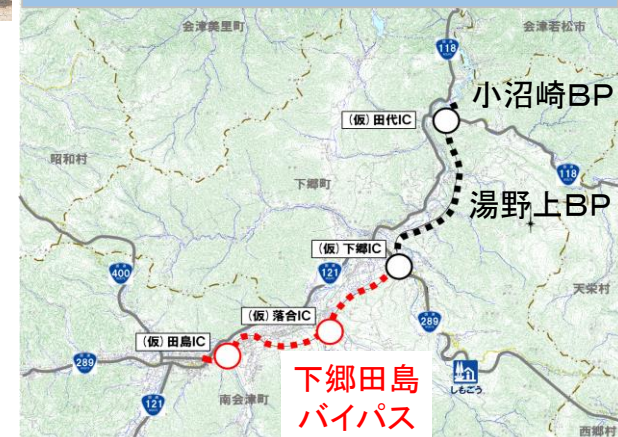 会津美里町
会津若松市
118
小沼崎BP
(仮)田代IC
昭和村
118
下郷町
湯野上BP
(仮)下郷IC
121
400
天栄村
(仮)落合IC
289
(仮)田島IC
289
下郷田島
バイパス
しもごう
121
南会津町
西郷村